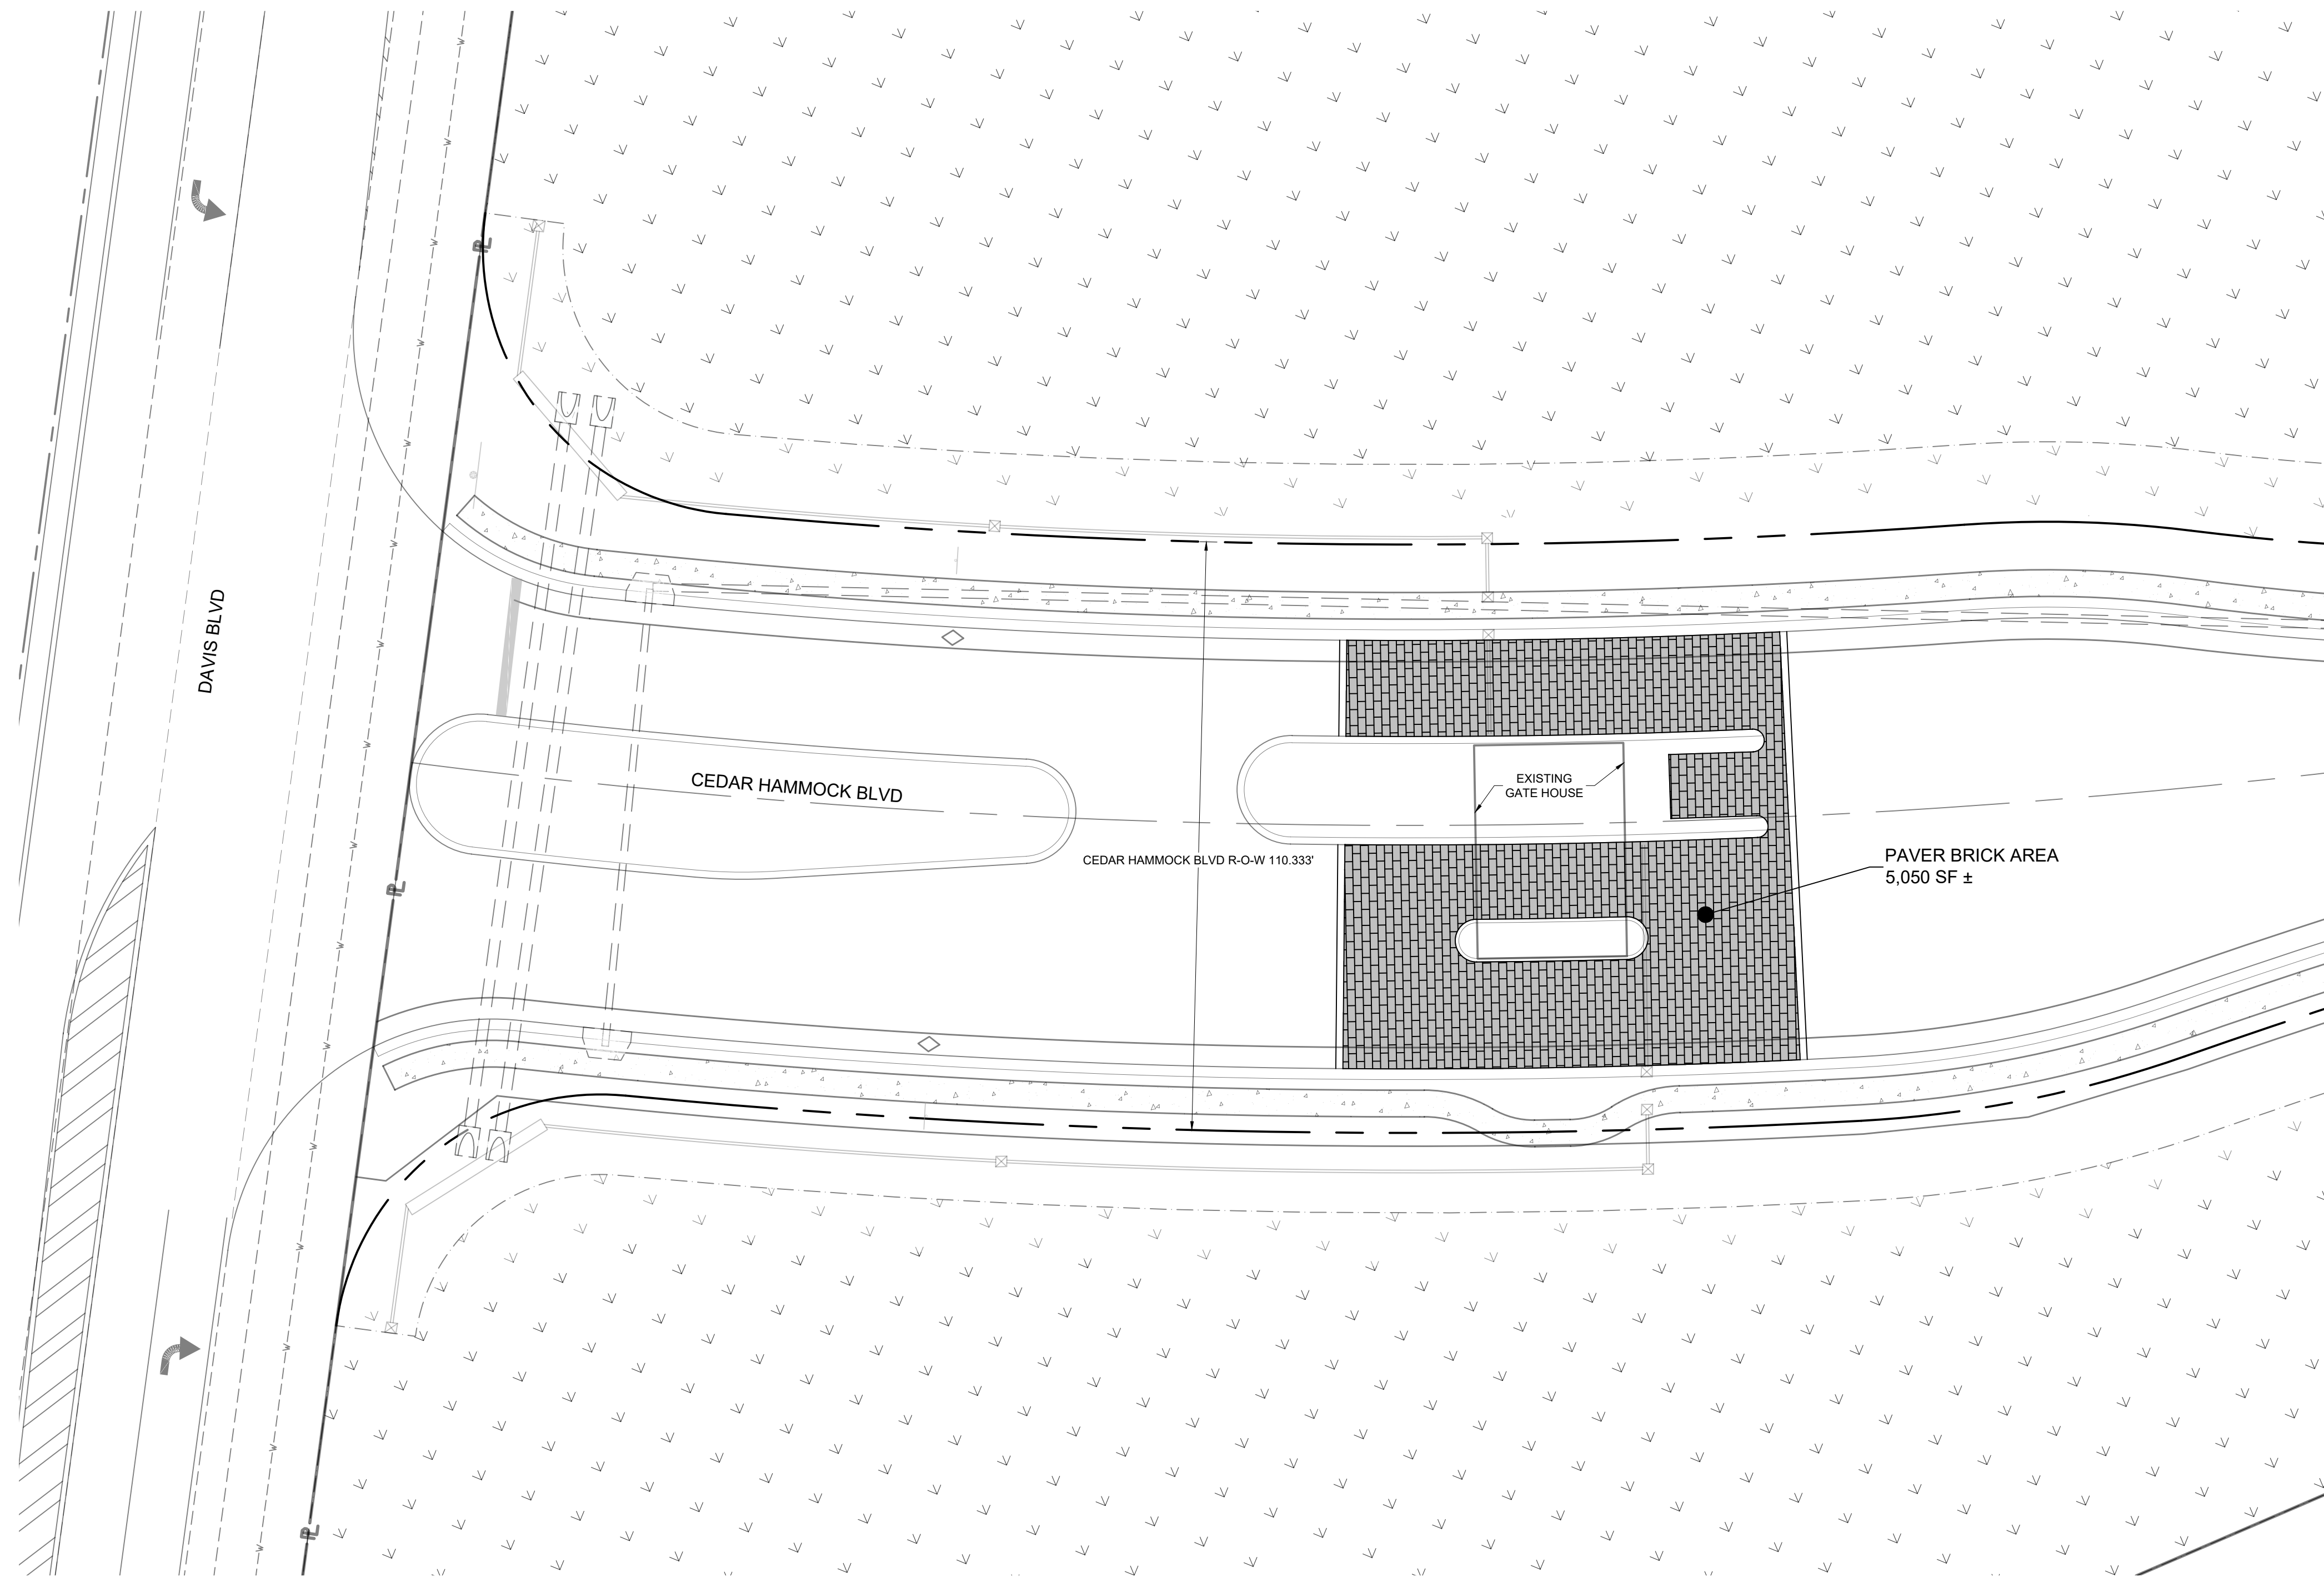 DAVIS BLVD
CEDAR HAMMOCK BLVD
EXISTING
GATE HOUSE
CEDAR HAMMOCK BLVD R-O-W 110.333'
PAVER BRICK AREA
5,050 SF ±